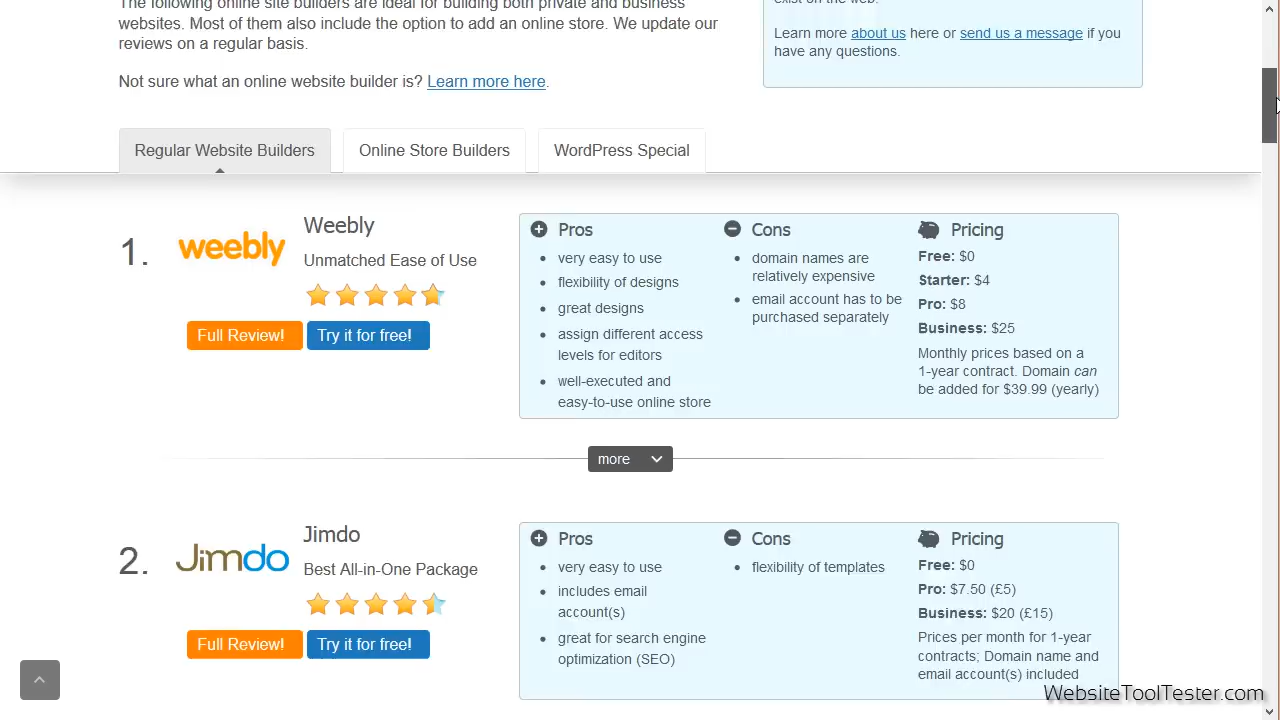 The following online site builders are ideal for building both private and business
websites. Most of them also include the option to add an online store. We update our
reviews on a regular basis.
Not sure what an online website builder is? Learn more here.
exist on the web.
Learn more about us here or send us a message if you
have any questions.
Regular Website Builders
Online Store Builders
WordPress Special
1.
weebly
Weebly
Unmatched Ease of Use
Full Review!
Try it for free!
Pros
very easy to use
flexibility of designs
great designs
assign different access
levels for editors
well-executed and
easy-to-use online store
Cons
domain names are
relatively expensive
email account has to be
purchased separately
Pricing
Free: $0
Starter: $4
Pro: $8
Business: $25
Monthly prices based on a
1-year contract. Domain can
be added for $39.99 (yearly)
more
2.
Jimdo
Jimdo
Best All-in-One Package
Full Review!
Try it for free!
Pros
very easy to use
includes email
account(s)
great for search engine
optimization (SEO)
Cons
flexibility of templates
Pricing
Free: $0
Pro: $7.50 (£5)
Business: $20 (£15)
Prices per month for 1-year
contracts; Domain name and
email account(s) included
WebsiteToolTester.com